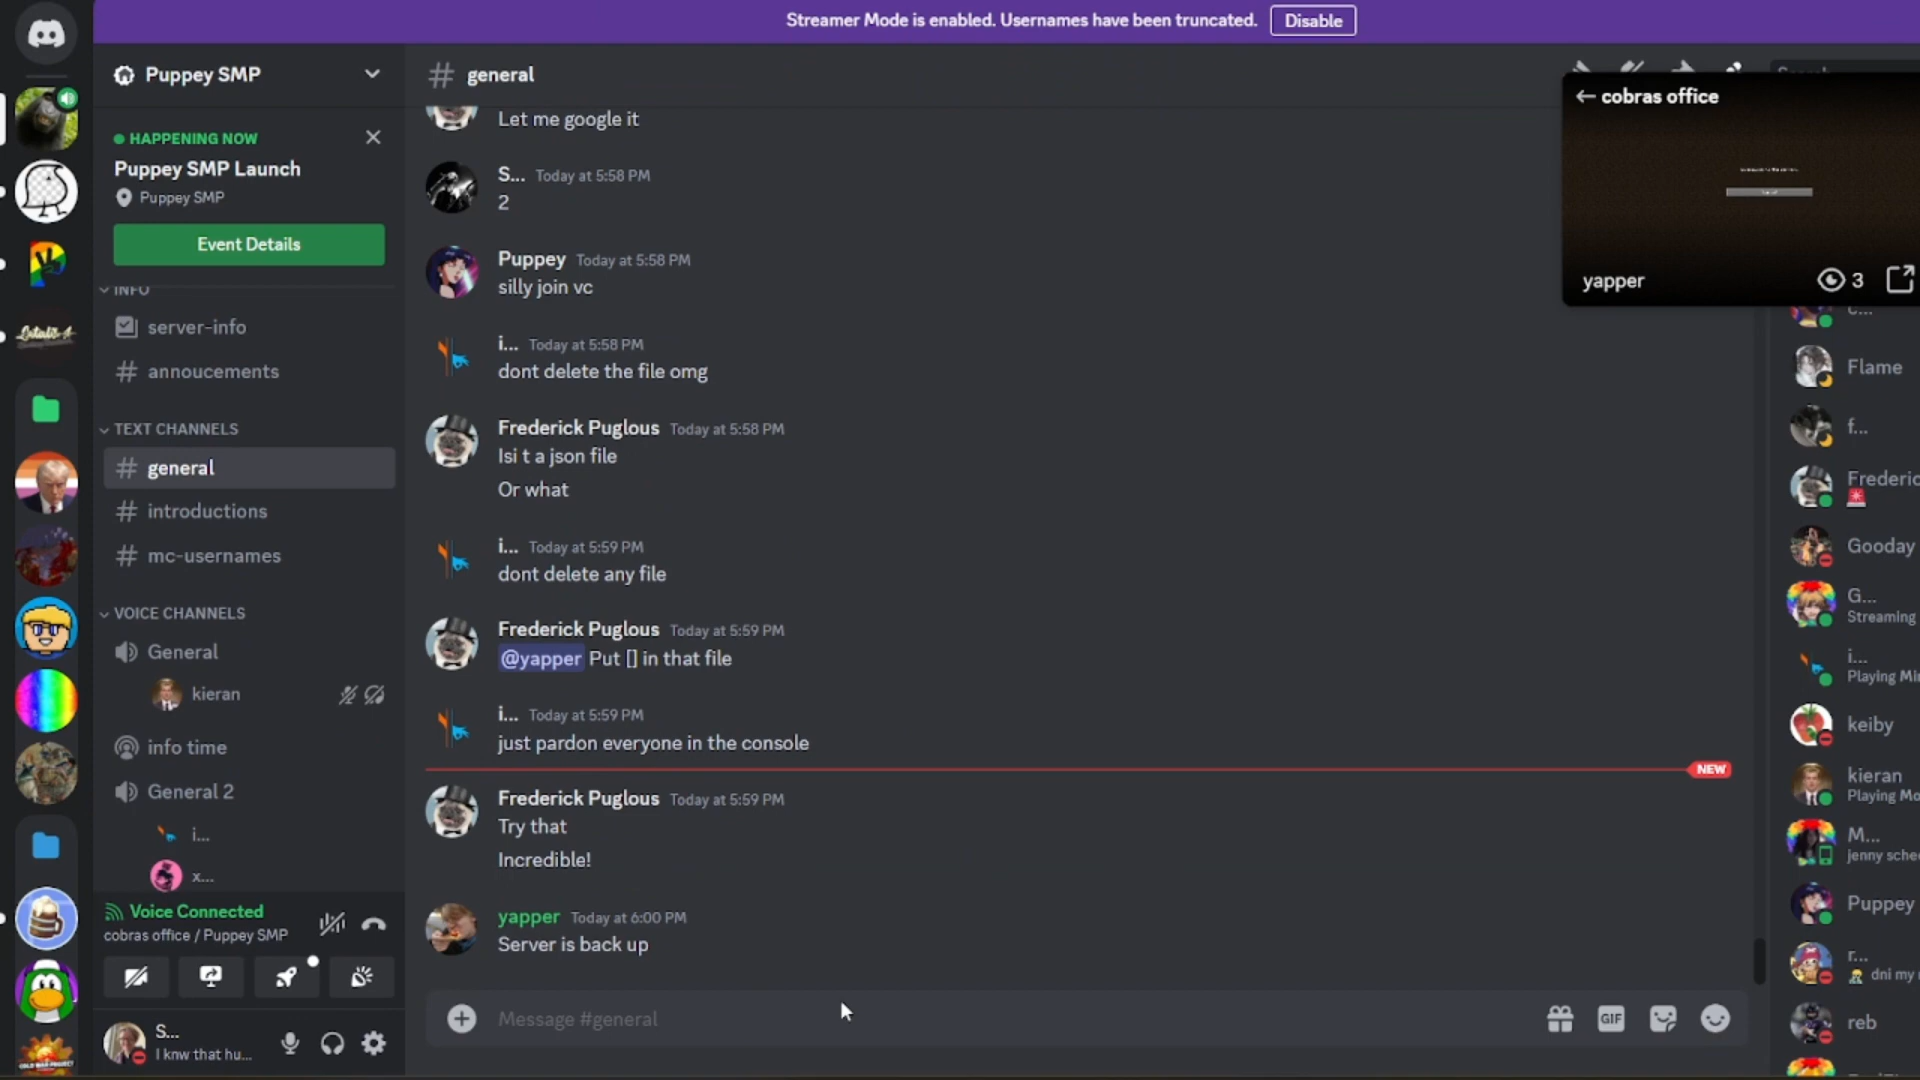 Streamer Mode is enabled. Usernames have been truncated. Disable
Puppey SMP
HAPPENING NOW
Puppey SMP Launch
Puppey SMP
Event Details
INFO
server-info
annoucements
TEXT CHANNELS
general
introductions
mc-usernames
VOICE CHANNELS
General
kieran
info time
General 2
i...
x...
Voice Connected
cobras office / Puppey SMP
S...
I knw that hu...
# general
Let me google it
S... Today at 5:58 PM
2
Puppey Today at 5:58 PM
silly join vc
i... Today at 5:58 PM
dont delete the file omg
Frederick Puglous Today at 5:58 PM
Isi t a json file
Or what
i... Today at 5:59 PM
dont delete any file
Frederick Puglous Today at 5:59 PM
@yapper Put [] in that file
i... Today at 5:59 PM
just pardon everyone in the console
NEW
Frederick Puglous Today at 5:59 PM
Try that
Incredible!
yapper Today at 6:00 PM
Server is back up
Message #general
GIF
cobras office
yapper
3
Flame
f...
Frederic
Gooday
G...
Streaming
i...
Playing Mi
keiby
kieran
Playing Mo
M...
jenny sche
Puppey
r...
dni my
reb